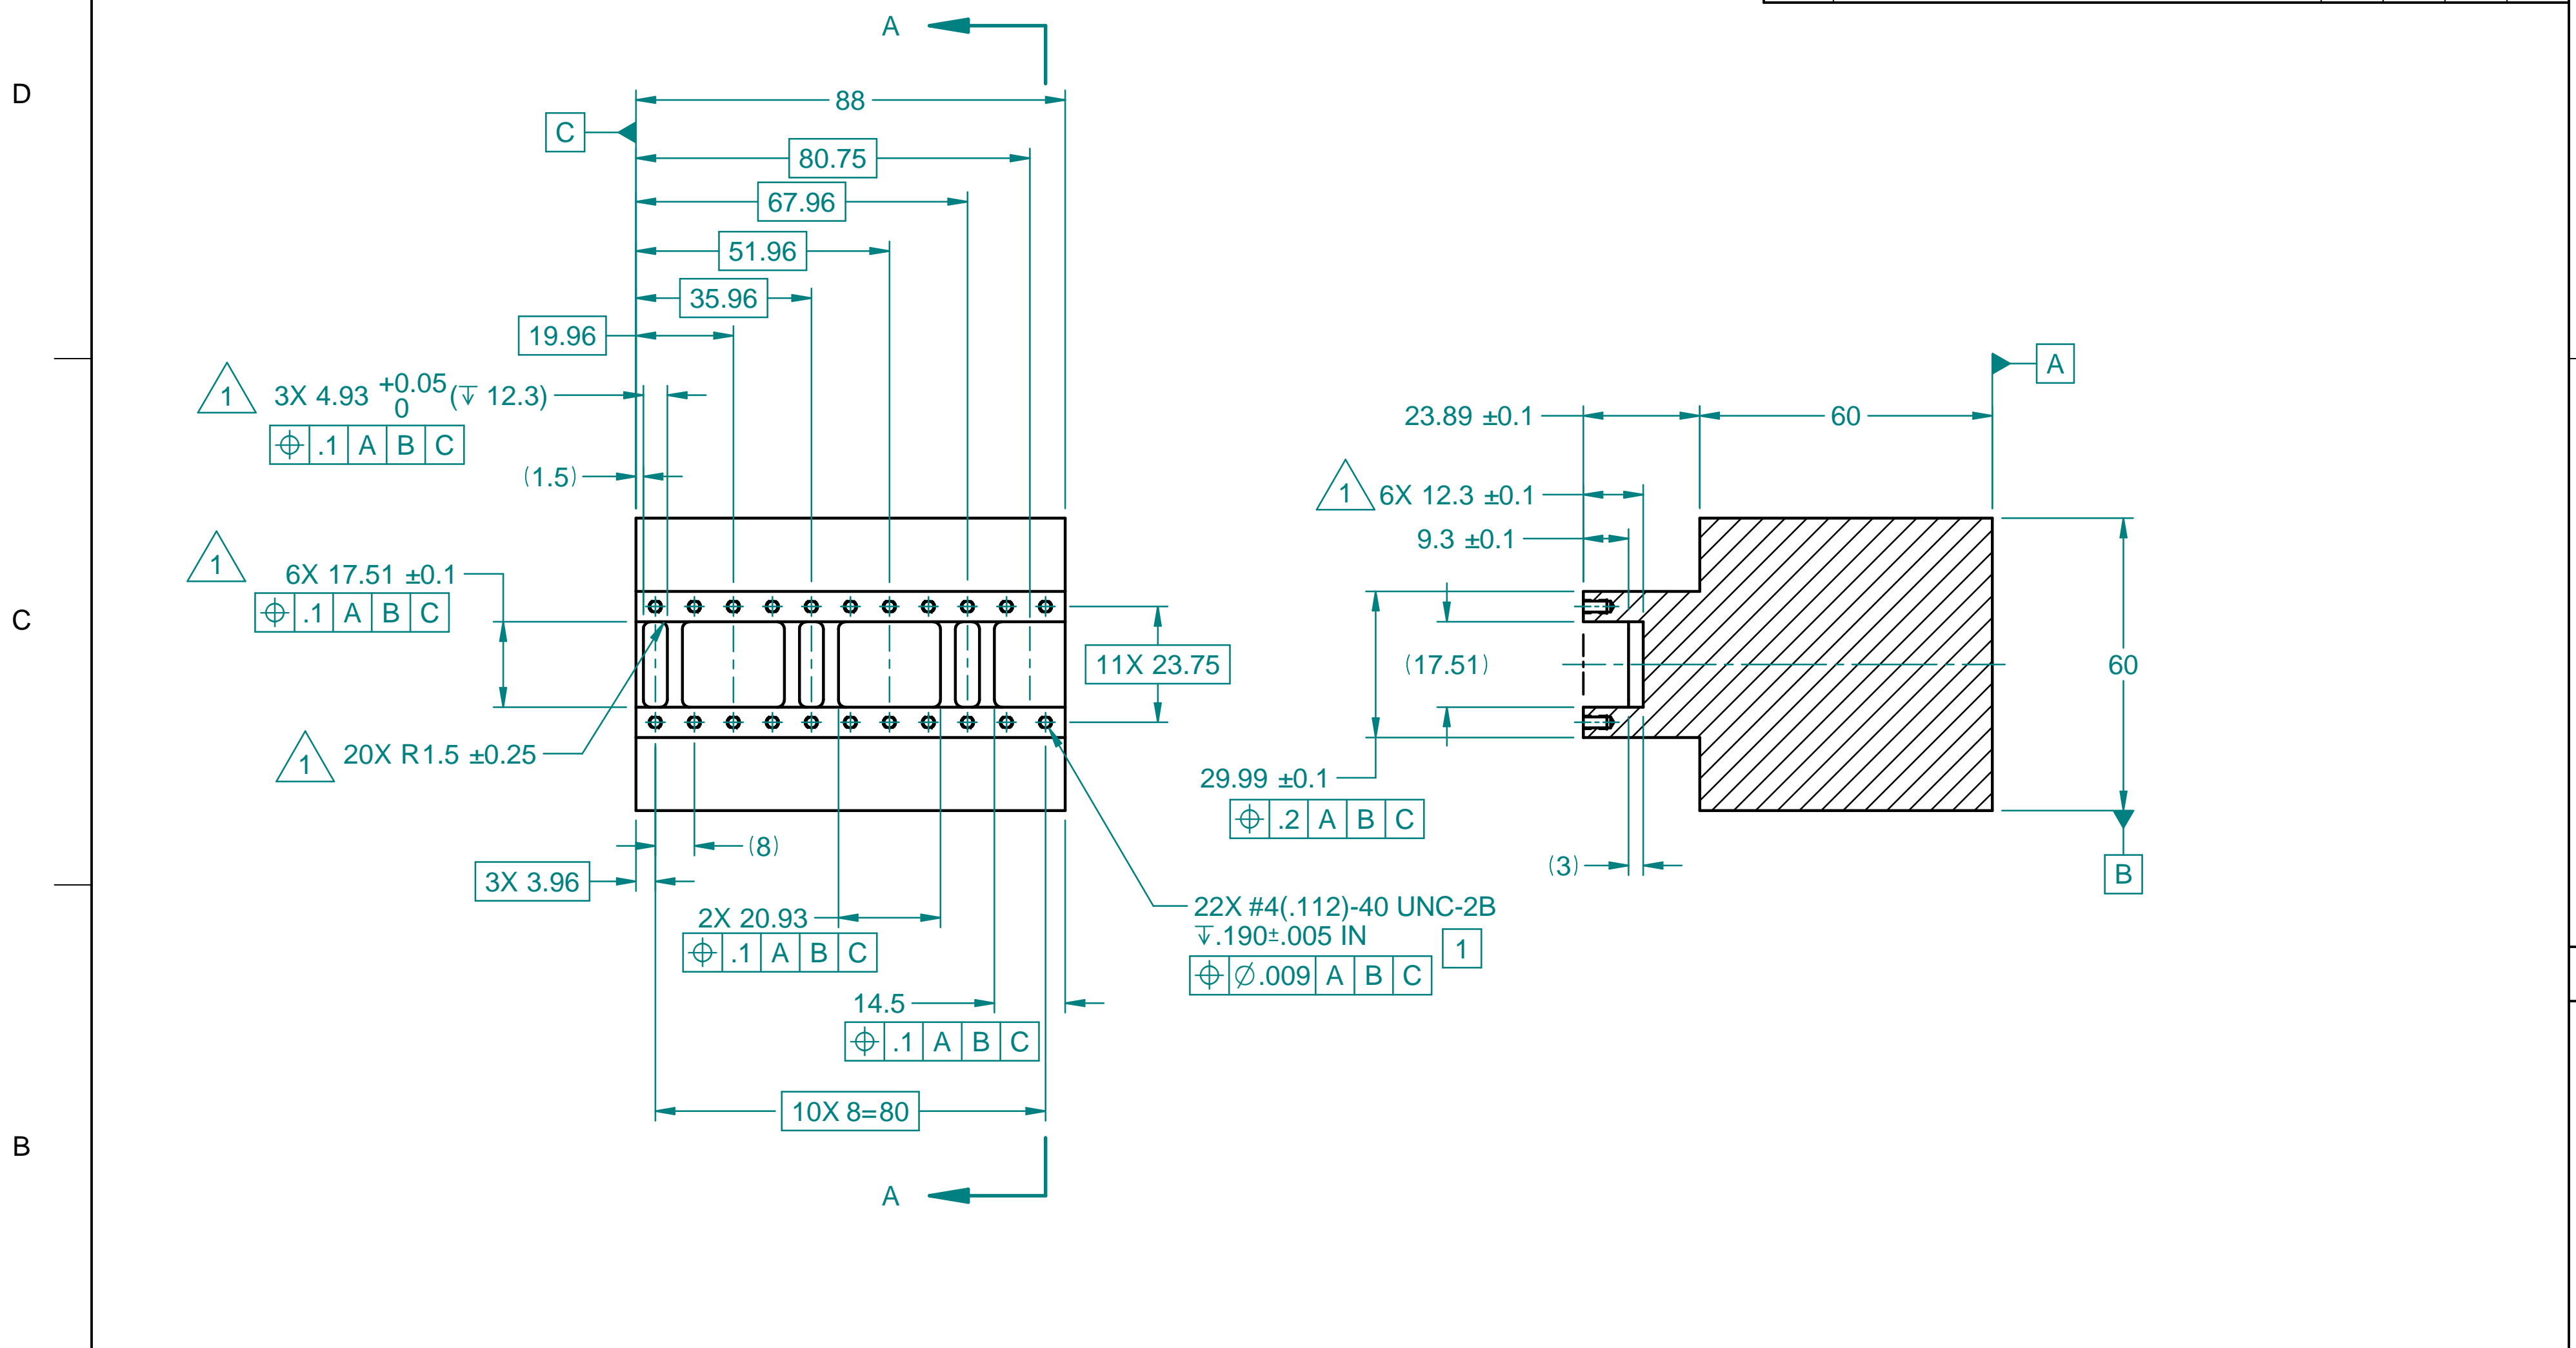 A
D
88
C
80.75
67.96
51.96
35.96
19.96
1 3X 4.93 +0.05 0 (↧ 12.3)
⌖ .1 A B C
(1.5)
A
23.89 ±0.1
60
1 6X 12.3 ±0.1
9.3 ±0.1
1 6X 17.51 ±0.1
⌖ .1 A B C
C
11X 23.75
(17.51)
60
1 20X R1.5 ±0.25
29.99 ±0.1
⌖ .2 A B C
(8)
3X 3.96
(3)
B
2X 20.93
⌖ .1 A B C
22X #4(.112)-40 UNC-2B
↧.190±.005 IN
1
⌖ ⌀.009 A B C
14.5
⌖ .1 A B C
10X 8=80
B
A